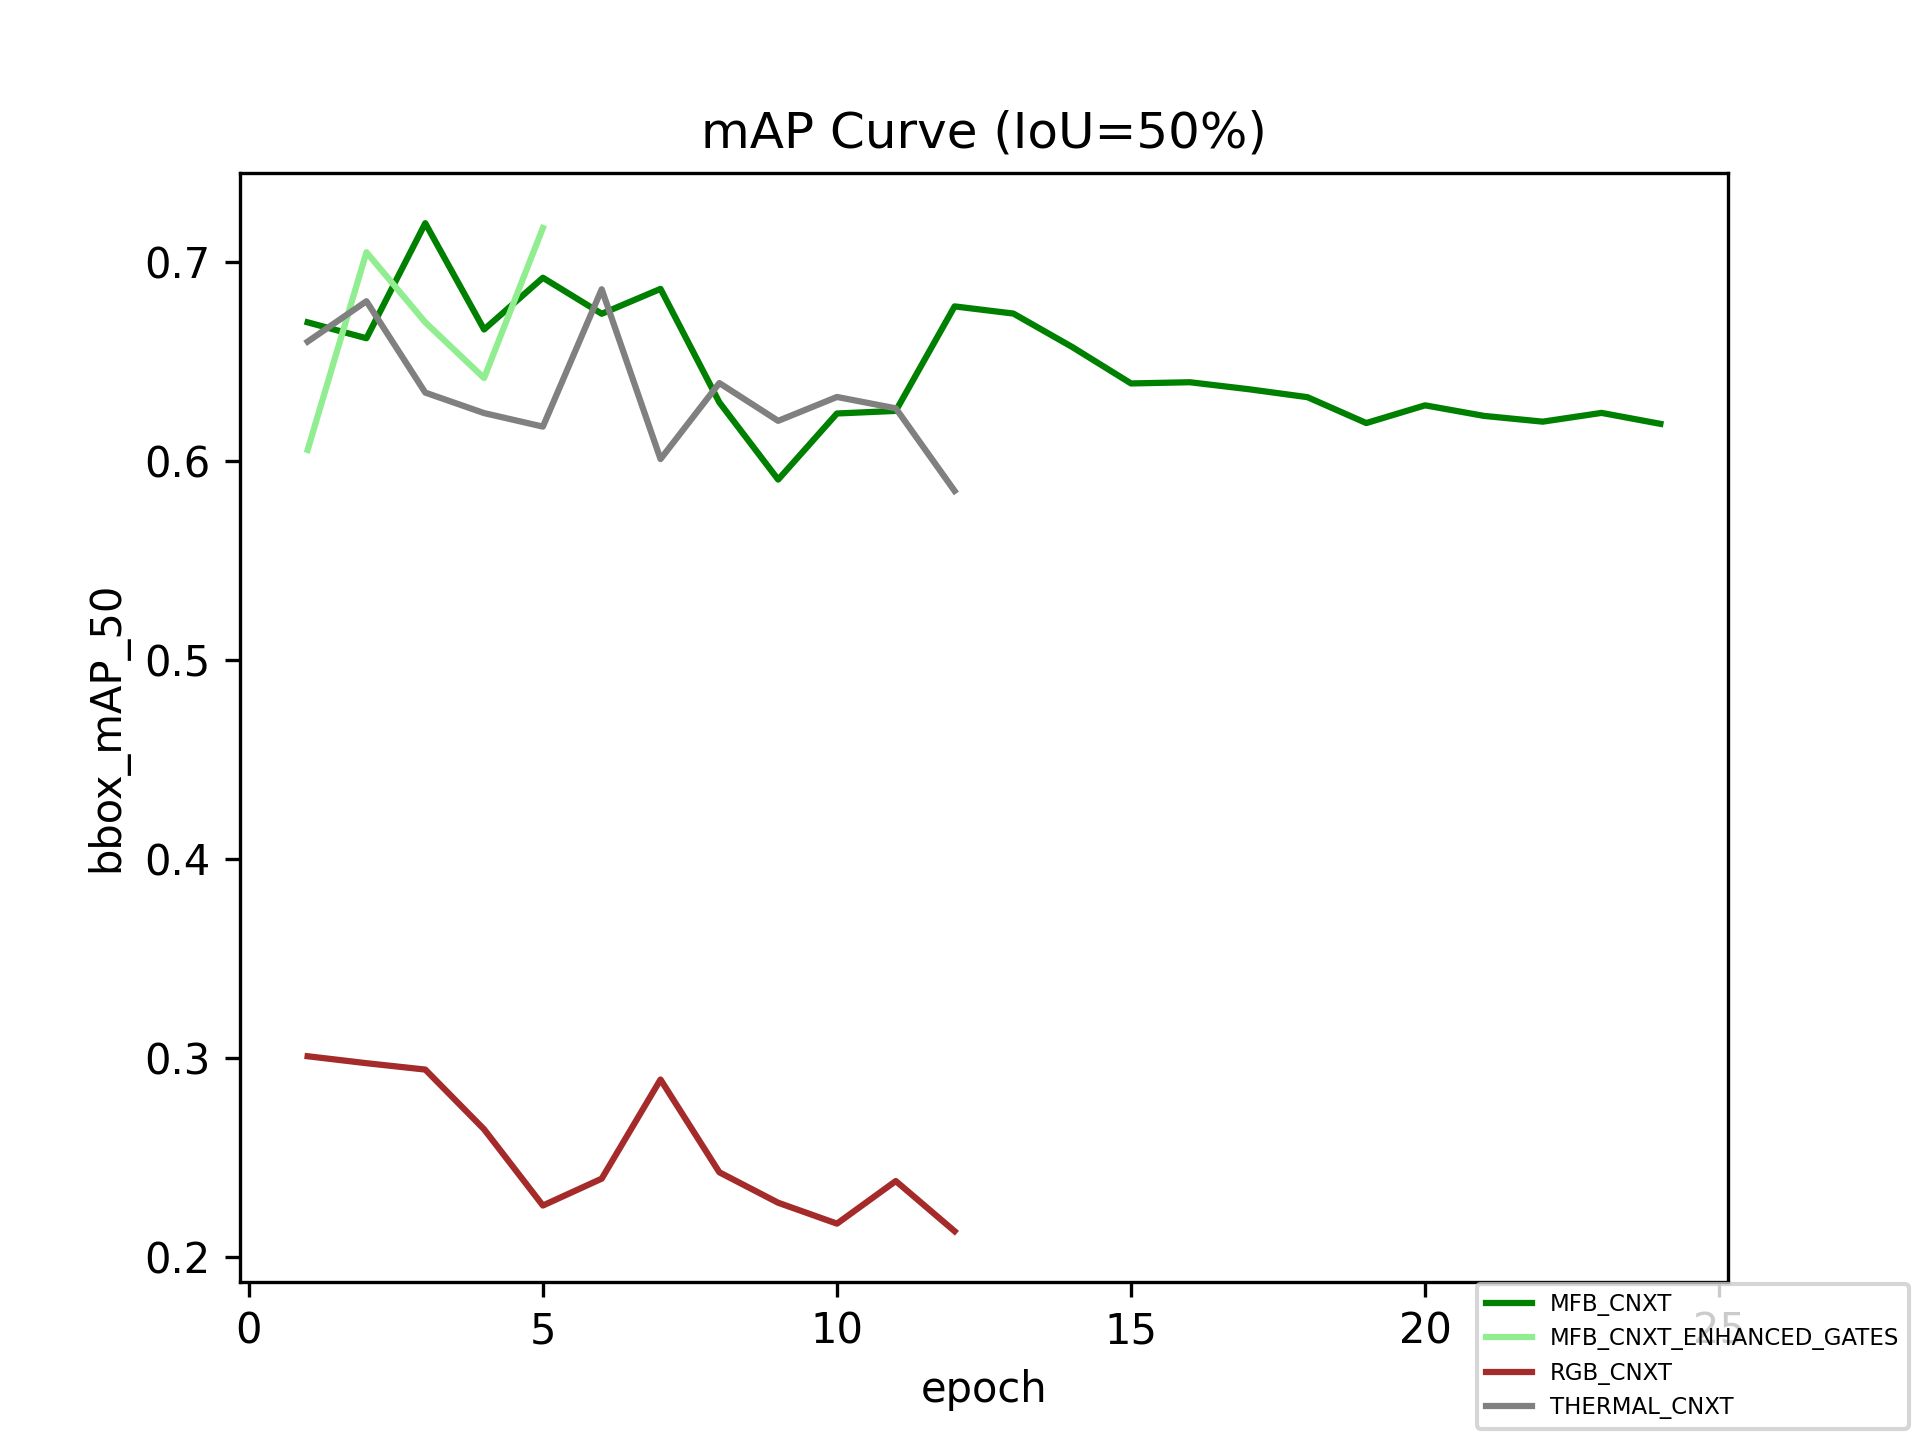 mAP Curve (IoU=50%)
bbox_mAP_50
0.7
0.6
0.5
0.4
0.3
0.2
0 5 10 15 20 25
epoch
MFB_CNXT
MFB_CNXT_ENHANCED_GATES
RGB_CNXT
THERMAL_CNXT